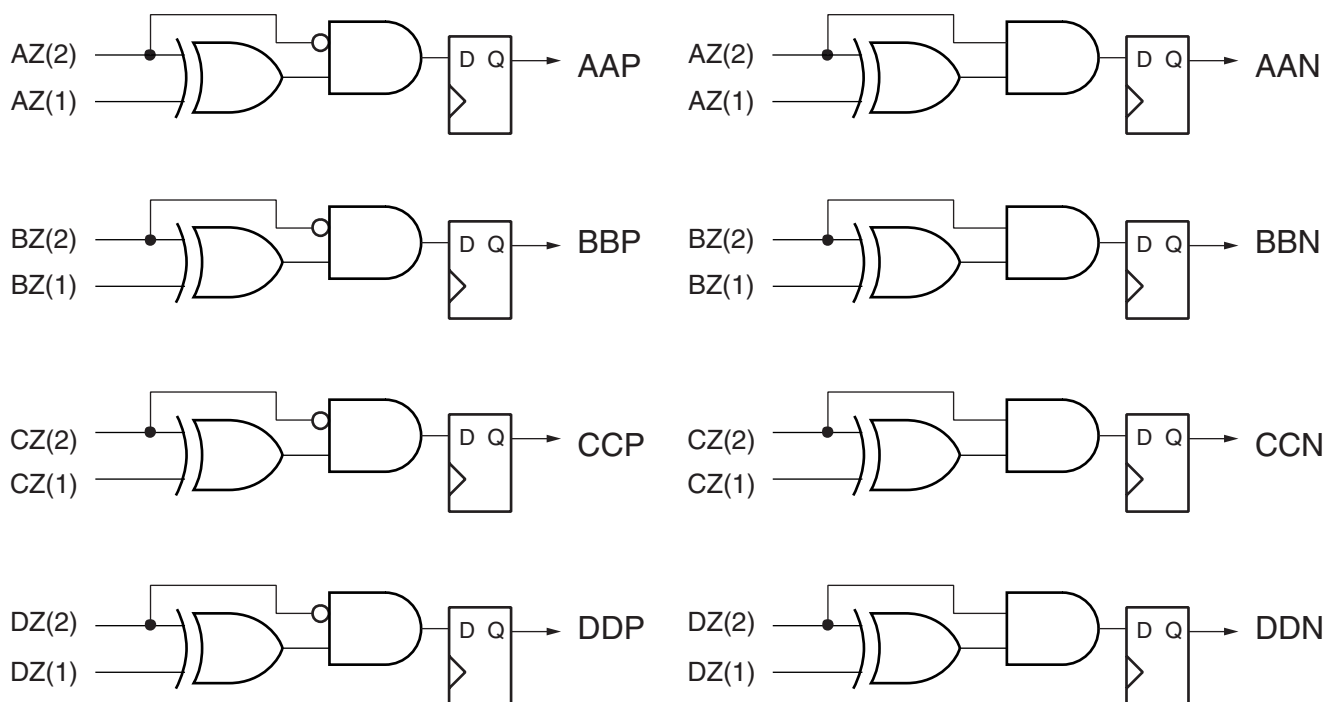 AZ(2) D Q AAP AZ(2) D Q AAN
AZ(1) AZ(1)
BZ(2) D Q BBP BZ(2) D Q BBN
BZ(1) BZ(1)
CZ(2) D Q CCP CZ(2) D Q CCN
CZ(1) CZ(1)
DZ(2) D Q DDP DZ(2) D Q DDN
DZ(1) DZ(1)